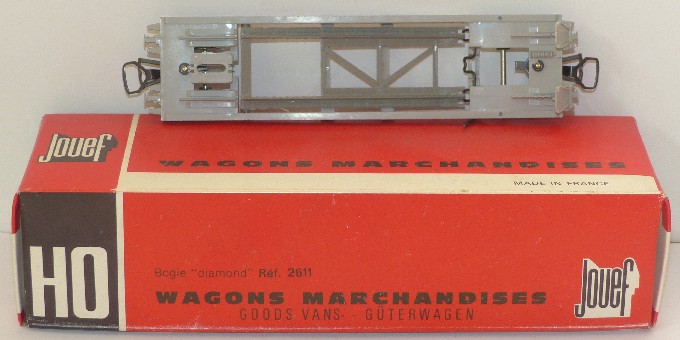 Jouef
WAGONS MARCHANDISES
MADE IN FRANCE
HO
Bogie "diamond" Réf. 2611
WAGONS MARCHANDISES
GOODS VANS - GÜTERWAGEN
Jouef